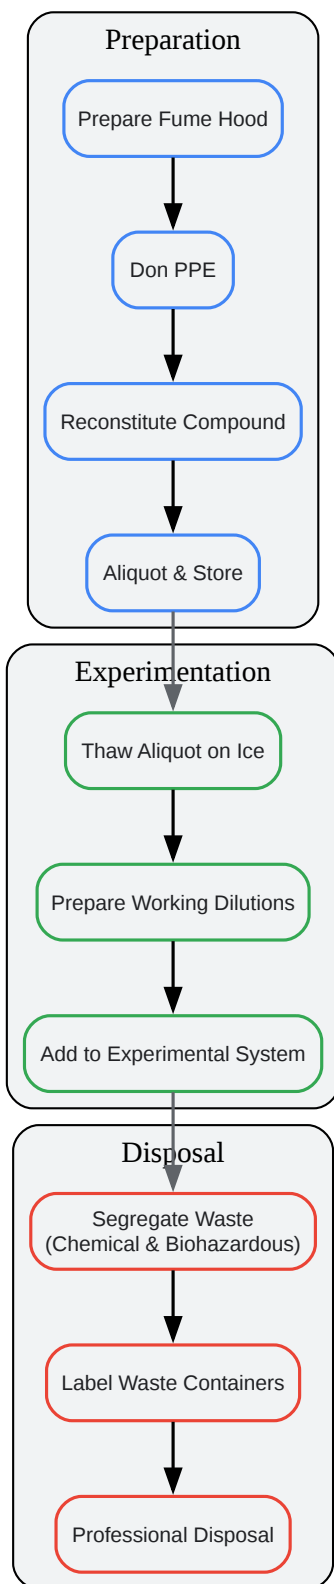 Preparation
Prepare Fume Hood
Don PPE
Reconstitute Compound
Aliquot & Store
Experimentation
Thaw Aliquot on Ice
Prepare Working Dilutions
Add to Experimental System
Disposal
Segregate Waste
(Chemical & Biohazardous)
Label Waste Containers
Professional Disposal